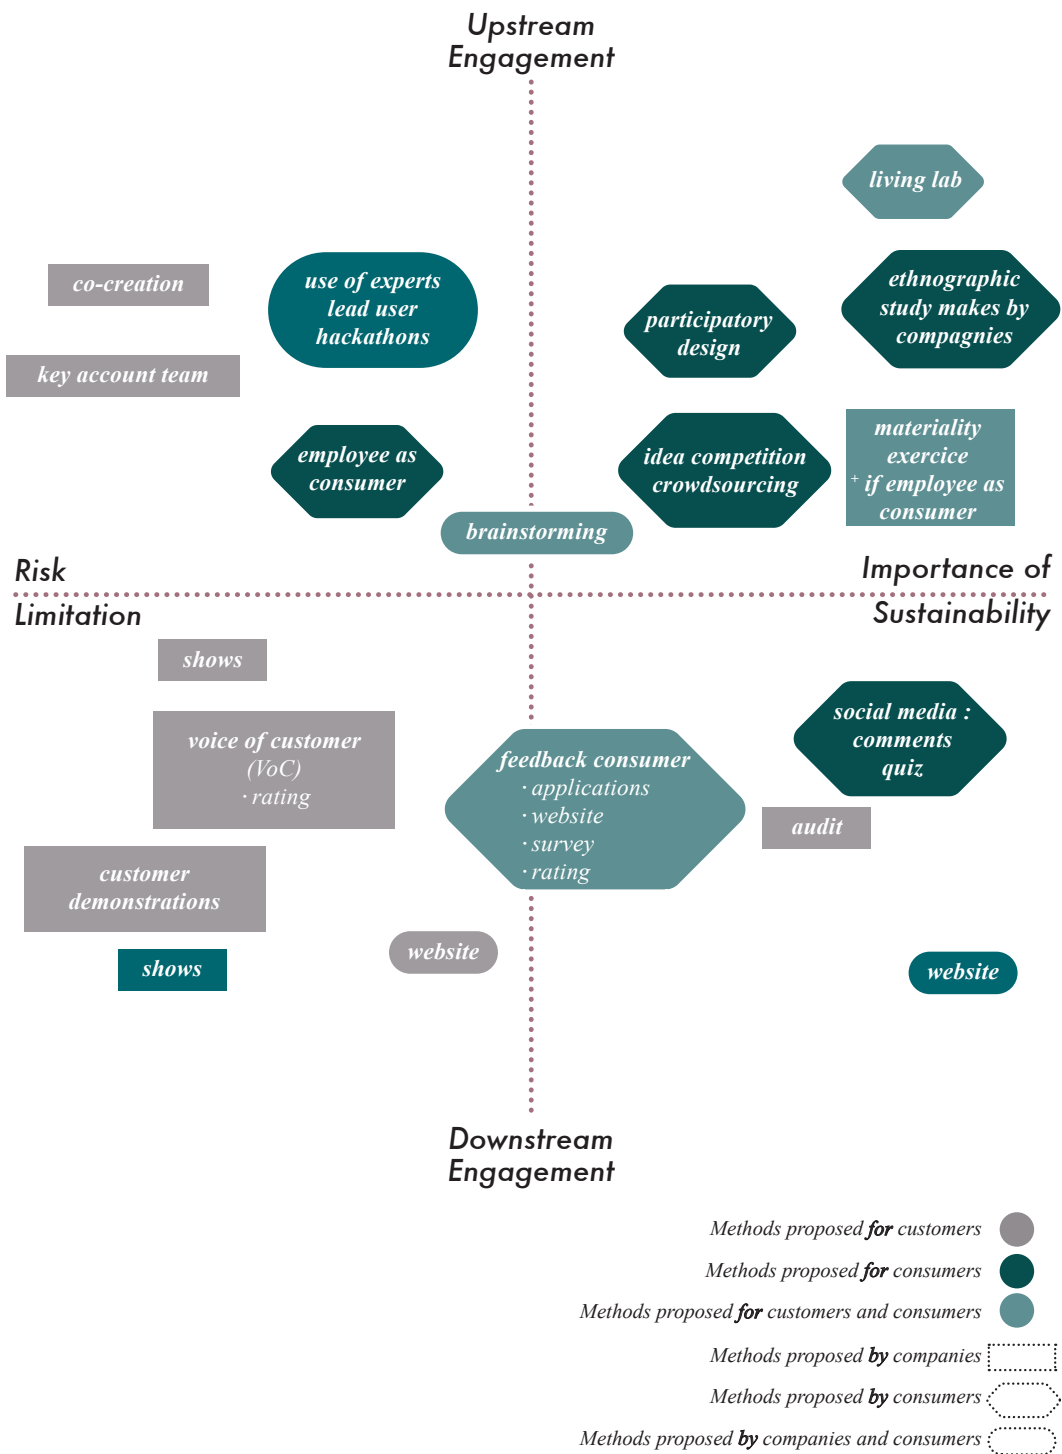 Upstream
Engagement
living lab
co-creation
use of experts
lead user
hackathons
ethnographic
study makes by
compagnies
participatory
design
key account team
employee as
consumer
idea competition
crowdsourcing
materiality
exercice
+ if employee as
consumer
brainstorming
Risk
Limitation
Importance of
Sustainability
shows
voice of customer
(VoC)
· rating
feedback consumer
· applications
· website
· survey
· rating
social media :
comments
quiz
audit
customer
demonstrations
shows
website
website
Downstream
Engagement
Methods proposed for customers
Methods proposed for consumers
Methods proposed for customers and consumers
Methods proposed by companies
Methods proposed by consumers
Methods proposed by companies and consumers